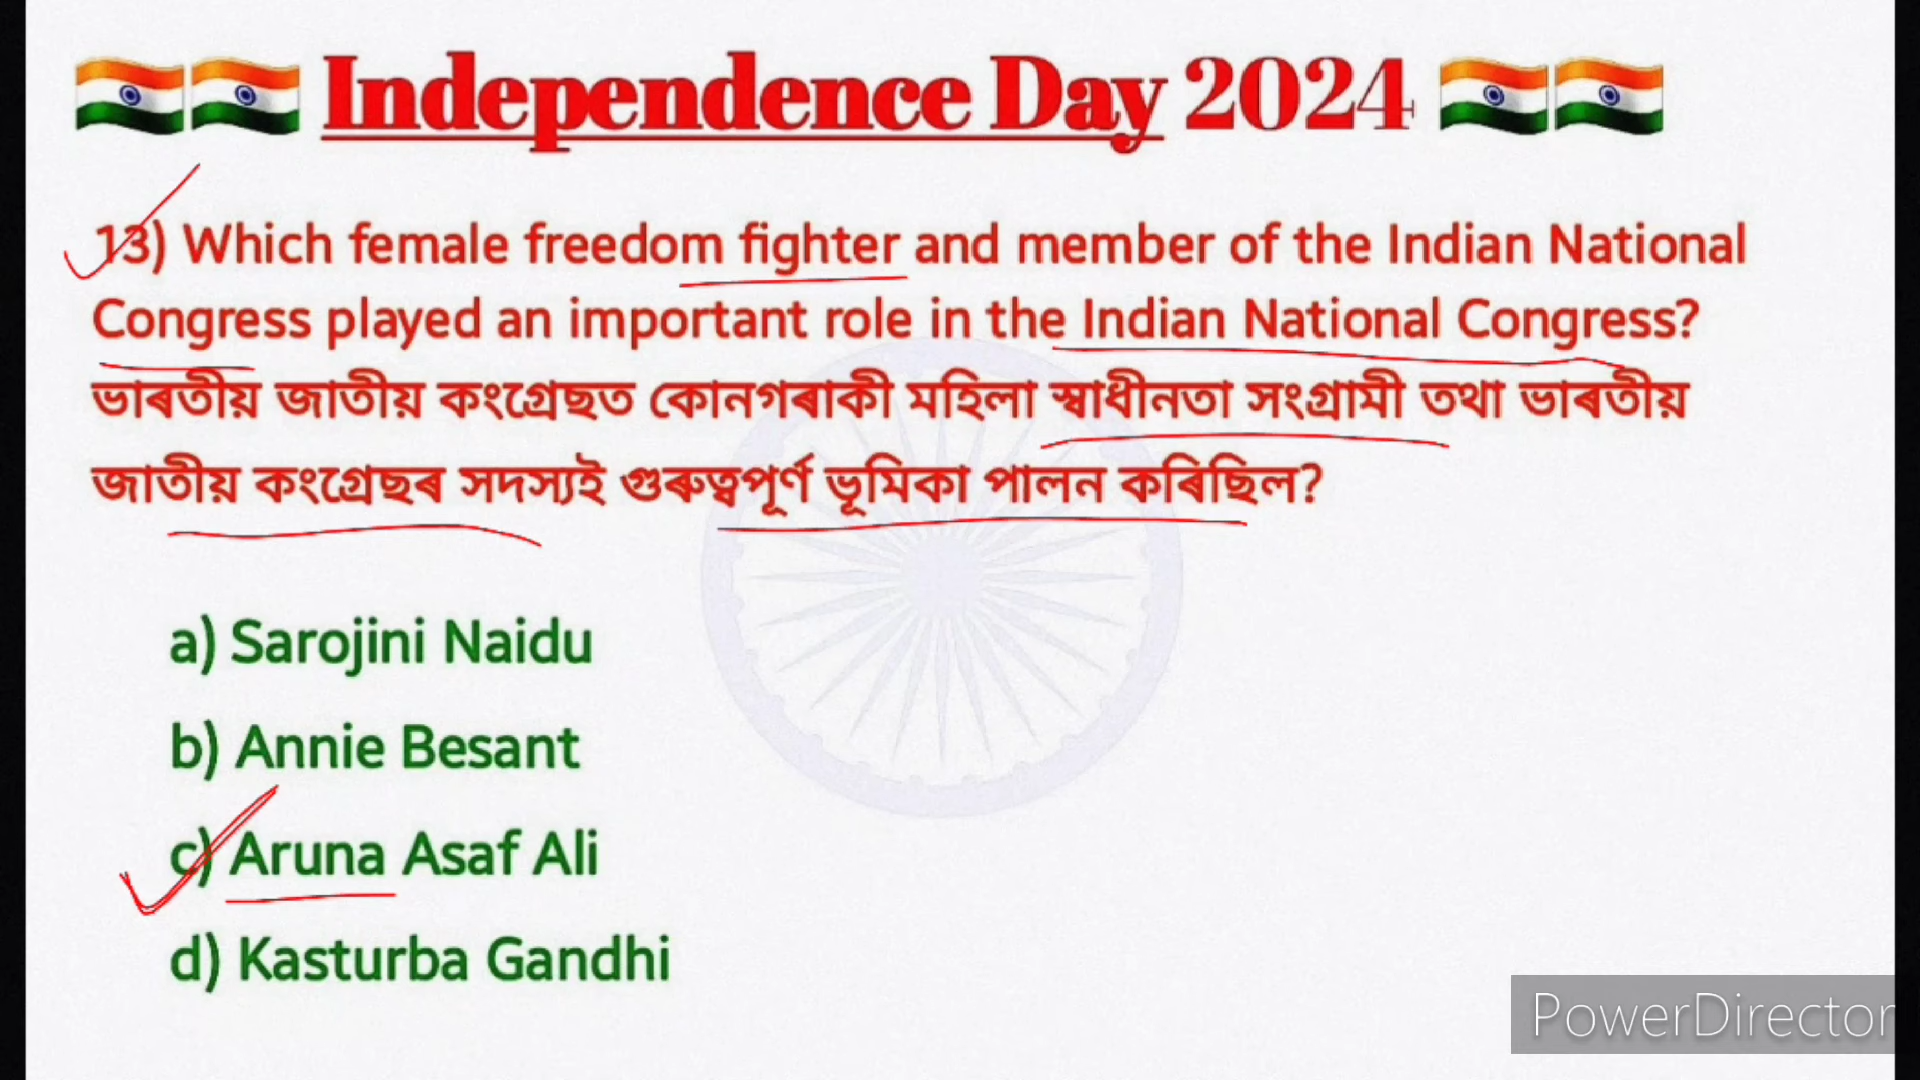 Independence Day 2024
13) Which female freedom fighter and member of the Indian National
Congress played an important role in the Indian National Congress?
ভাৰতীয় জাতীয় কংগ্ৰেছত কোনগৰাকী মহিলা স্বাধীনতা সংগ্ৰামী তথা ভাৰতীয়
জাতীয় কংগ্ৰেছৰ সদস্যই গুৰুত্বপূৰ্ণ ভূমিকা পালন কৰিছিল?
a) Sarojini Naidu
b) Annie Besant
c) Aruna Asaf Ali
d) Kasturba Gandhi
PowerDirector